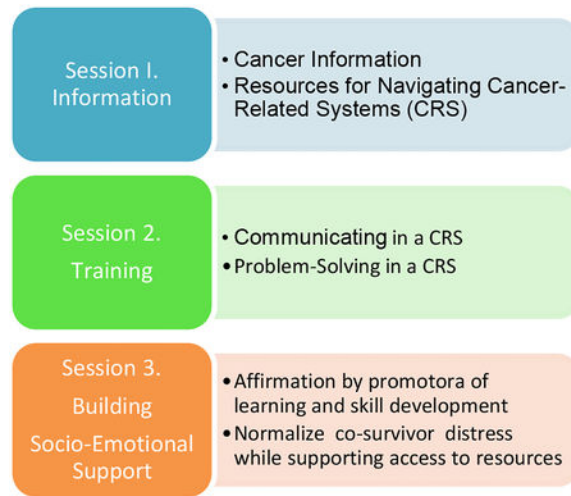 Session I.
Information
• Cancer Information
• Resources for Navigating Cancer-
Related Systems (CRS)
Session 2.
Training
• Communicating in a CRS
• Problem-Solving in a CRS
Session 3.
Building
Socio-Emotional
Support
• Affirmation by promotora of
learning and skill development
• Normalize co-survivor distress
while supporting access to resources